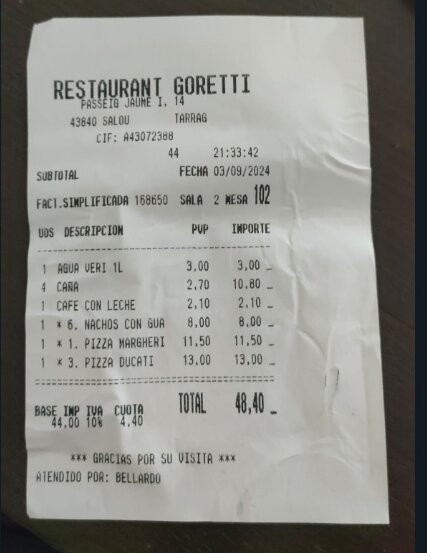 RESTAURANT GORETTI
PASSEIG JAUME I, 14
43840 SALOU TARRAG
CIF: A43072388
44 21:33:42
SUBTOTAL FECHA 03/09/2024
FACT.SIMPLIFICADA 168650 SALA 2 MESA 102
UDS DESCRIPCION PVP IMPORTE
1 AGUA VERI 1L 3,00 3,00
4 CAÑA 2,70 10,80
1 CAFE CON LECHE 2,10 2,10
1 * 6. NACHOS CON GUA 8,00 8,00
1 * 1. PIZZA MARGHERI 11,50 11,50
1 * 3. PIZZA DUCATI 13,00 13,00
TOTAL 48,40
BASE IMP IVA CUOTA
44,00 10% 4,40
*** GRACIAS POR SU VISITA ***
ATENDIDO POR: BELLARDO